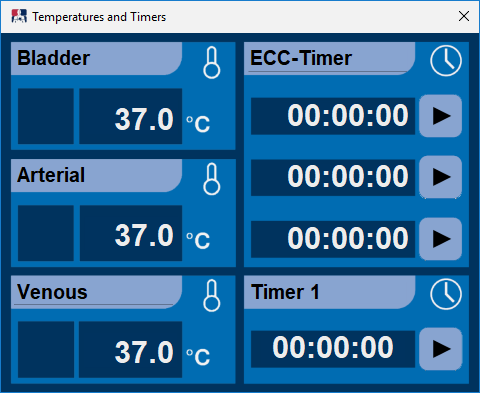 Temperatures and Timers
Bladder
37.0 °C
Arterial
37.0 °C
Venous
37.0 °C
ECC-Timer
00:00:00
00:00:00
00:00:00
Timer 1
00:00:00